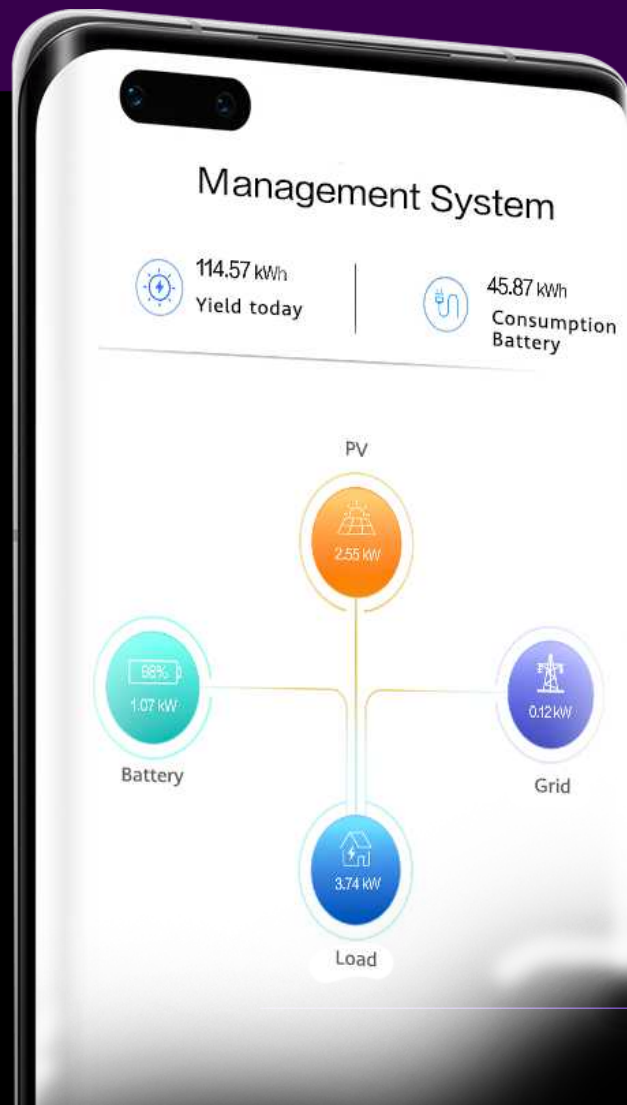 Management System
114.57 kWh
Yield today
45.87 kWh
Consumption
Battery
PV
2.55 kW
98%
1.07 kW
Battery
0.12 kW
Grid
3.74 kW
Load